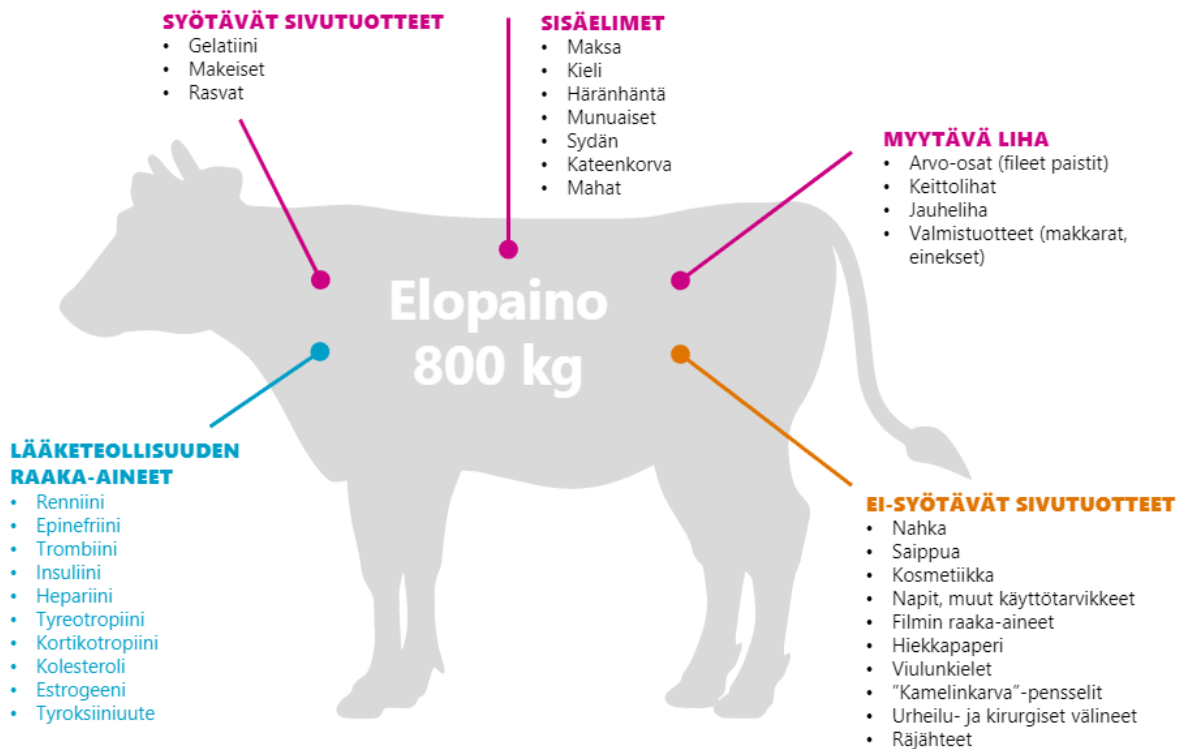 SYÖTÄVÄT SIVUTUOTTEET
• Gelatiini
• Makeiset
• Rasvat
SISÄELIMET
• Maksa
• Kieli
• Häränhäntä
• Munuaiset
• Sydän
• Kateenkorva
• Mahat
MYYTÄVÄ LIHA
• Arvo-osat (fileet paistit)
• Keittolihat
• Jauheliha
• Valmistuotteet (makkarat,
einekset)
Elopaino
800 kg
LÄÄKETEOLLISUUDEN
RAAKA-AINEET
• Renniini
• Epinefriini
• Trombiini
• Insuliini
• Hepariini
• Tyreotropiini
• Kortikotropiini
• Kolesteroli
• Estrogeeni
• Tyroksiiniuute
EI-SYÖTÄVÄT SIVUTUOTTEET
• Nahka
• Saippua
• Kosmetiikka
• Napit, muut käyttötarvikkeet
• Filmin raaka-aineet
• Hiekkapaperi
• Viulunkielet
• ”Kamelinkarva”-pensselit
• Urheilu- ja kirurgiset välineet
• Räjähteet